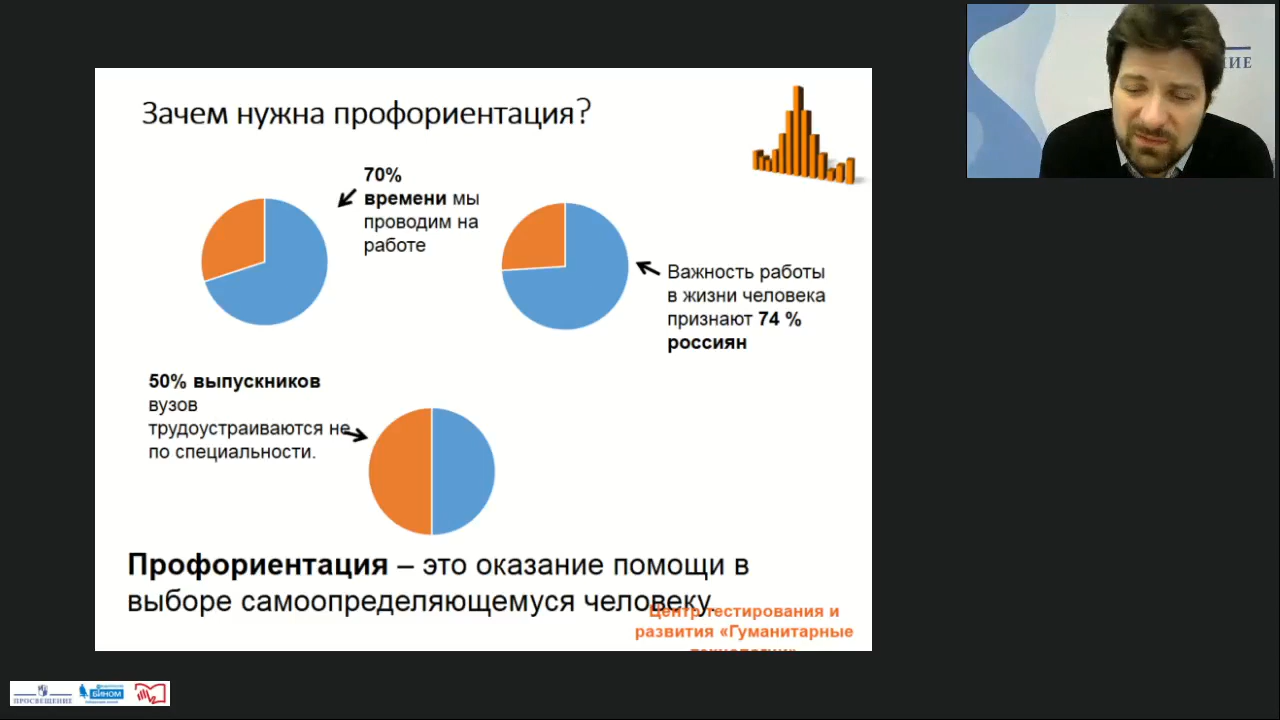 Зачем нужна профориентация?
70%
времени мы
проводим на
работе
Важность работы
в жизни человека
признают 74 %
россиян
50% выпускников
вузов
трудоустраиваются не
по специальности.
Профориентация – это оказание помощи в
выборе самоопределяющемуся человеку.
Центр тестирования и
развития «Гуманитарные
ПРОСВЕЩЕНИЕ
БИНОМ